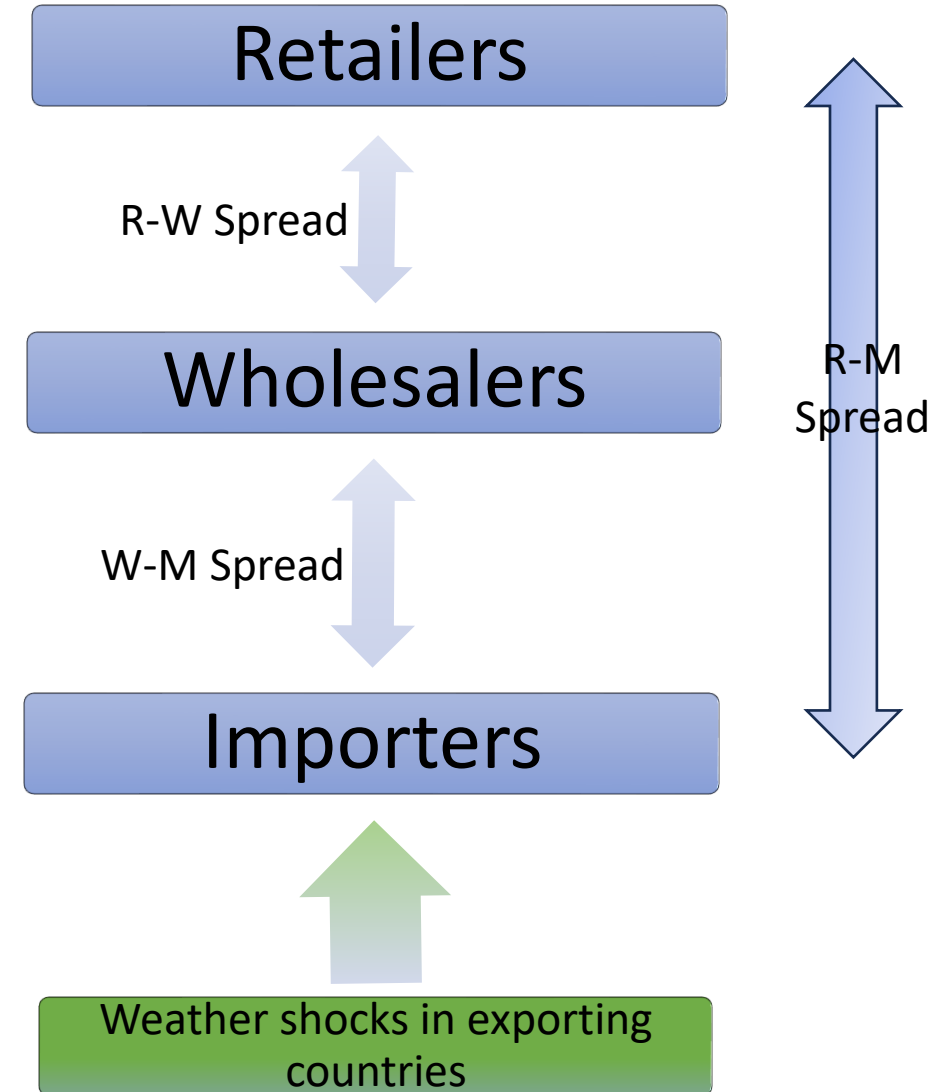 Retailers
R-W Spread
Wholesalers
R-M
Spread
W-M Spread
Importers
Weather shocks in exporting
countries